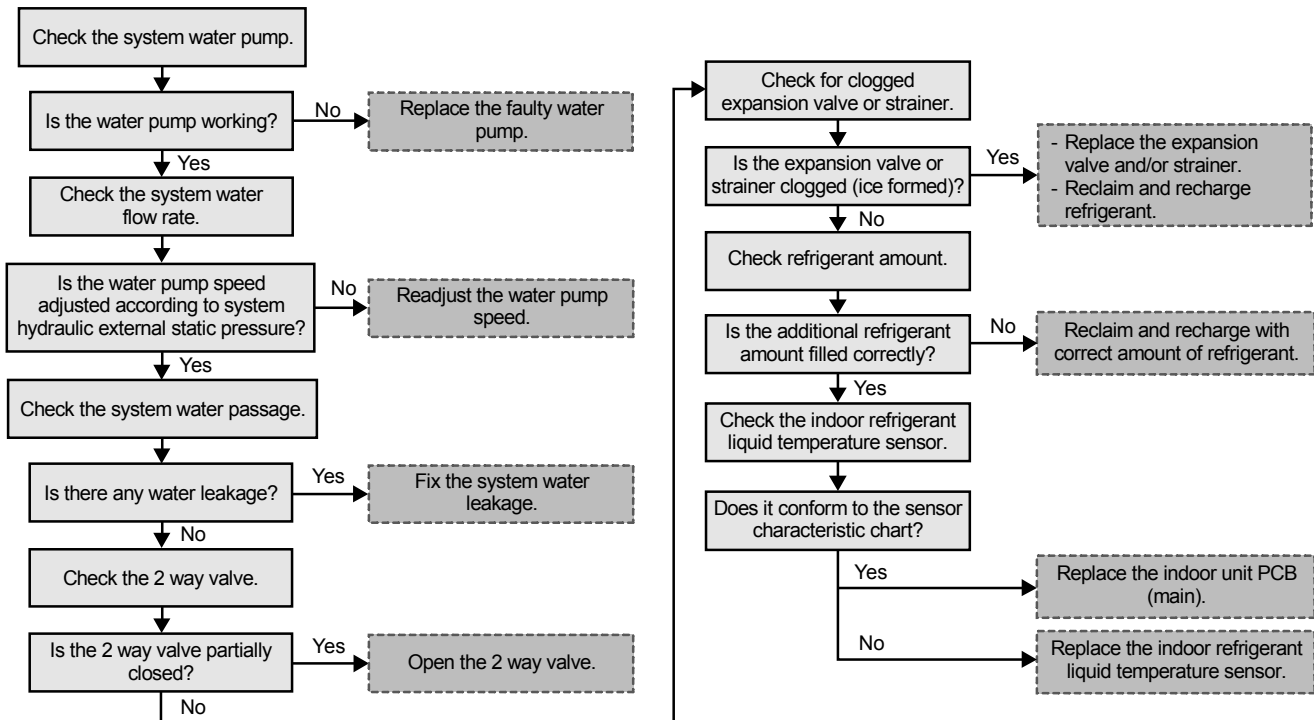 Check the system water pump.
Is the water pump working?
No
Replace the faulty water
pump.
Yes
Check the system water
flow rate.
Is the water pump speed
adjusted according to system
hydraulic external static pressure?
No
Readjust the water pump
speed.
Yes
Check the system water passage.
Is there any water leakage?
Yes
Fix the system water
leakage.
No
Check the 2 way valve.
Is the 2 way valve partially
closed?
Yes
Open the 2 way valve.
No
Check for clogged
expansion valve or strainer.
Is the expansion valve or
strainer clogged (ice formed)?
Yes
- Replace the expansion
valve and/or strainer.
- Reclaim and recharge
refrigerant.
No
Check refrigerant amount.
Is the additional refrigerant
amount filled correctly?
No
Reclaim and recharge with
correct amount of refrigerant.
Yes
Check the indoor refrigerant
liquid temperature sensor.
Does it conform to the sensor
characteristic chart?
Yes
Replace the indoor unit PCB
(main).
No
Replace the indoor refrigerant
liquid temperature sensor.